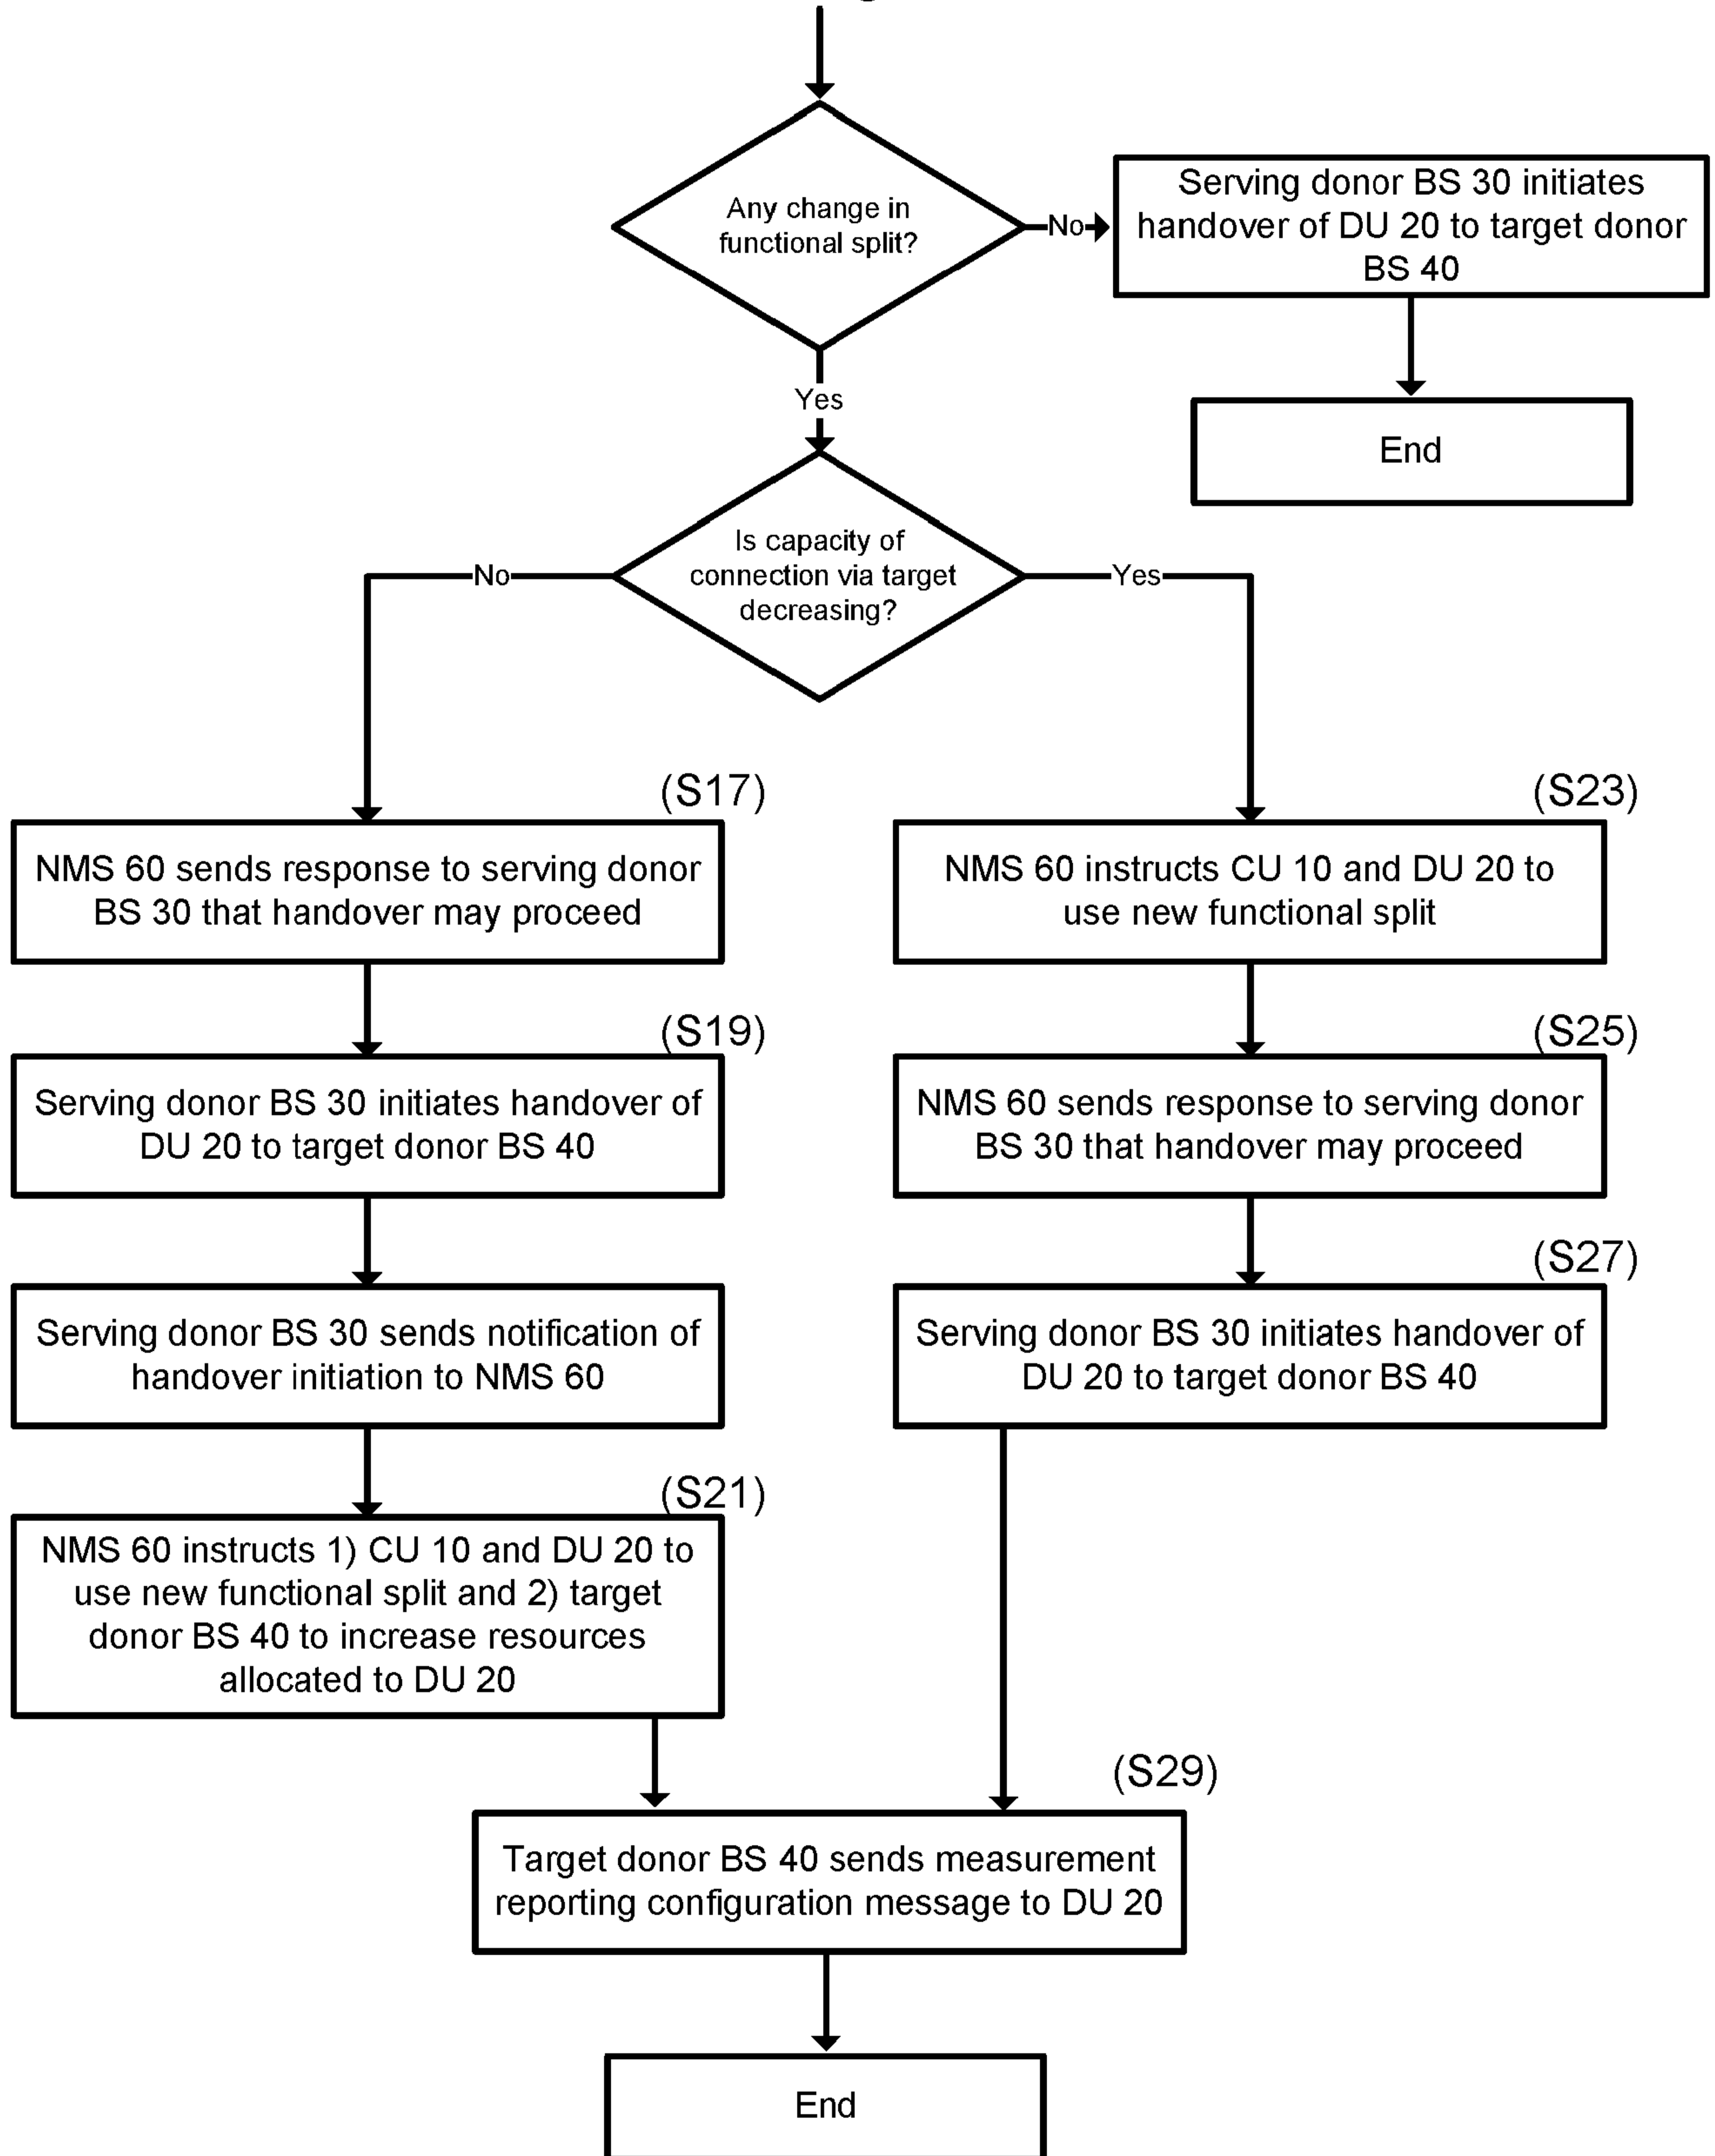 Any change in
functional split?
No
Serving donor BS 30 initiates
handover of DU 20 to target donor
BS 40
End
Yes
Is capacity of
connection via target
decreasing?
No
Yes
(S17)
NMS 60 sends response to serving donor
BS 30 that handover may proceed
(S23)
NMS 60 instructs CU 10 and DU 20 to
use new functional split
(S19)
Serving donor BS 30 initiates handover of
DU 20 to target donor BS 40
(S25)
NMS 60 sends response to serving donor
BS 30 that handover may proceed
Serving donor BS 30 sends notification of
handover initiation to NMS 60
(S27)
Serving donor BS 30 initiates handover of
DU 20 to target donor BS 40
(S21)
NMS 60 instructs 1) CU 10 and DU 20 to
use new functional split and 2) target
donor BS 40 to increase resources
allocated to DU 20
(S29)
Target donor BS 40 sends measurement
reporting configuration message to DU 20
End